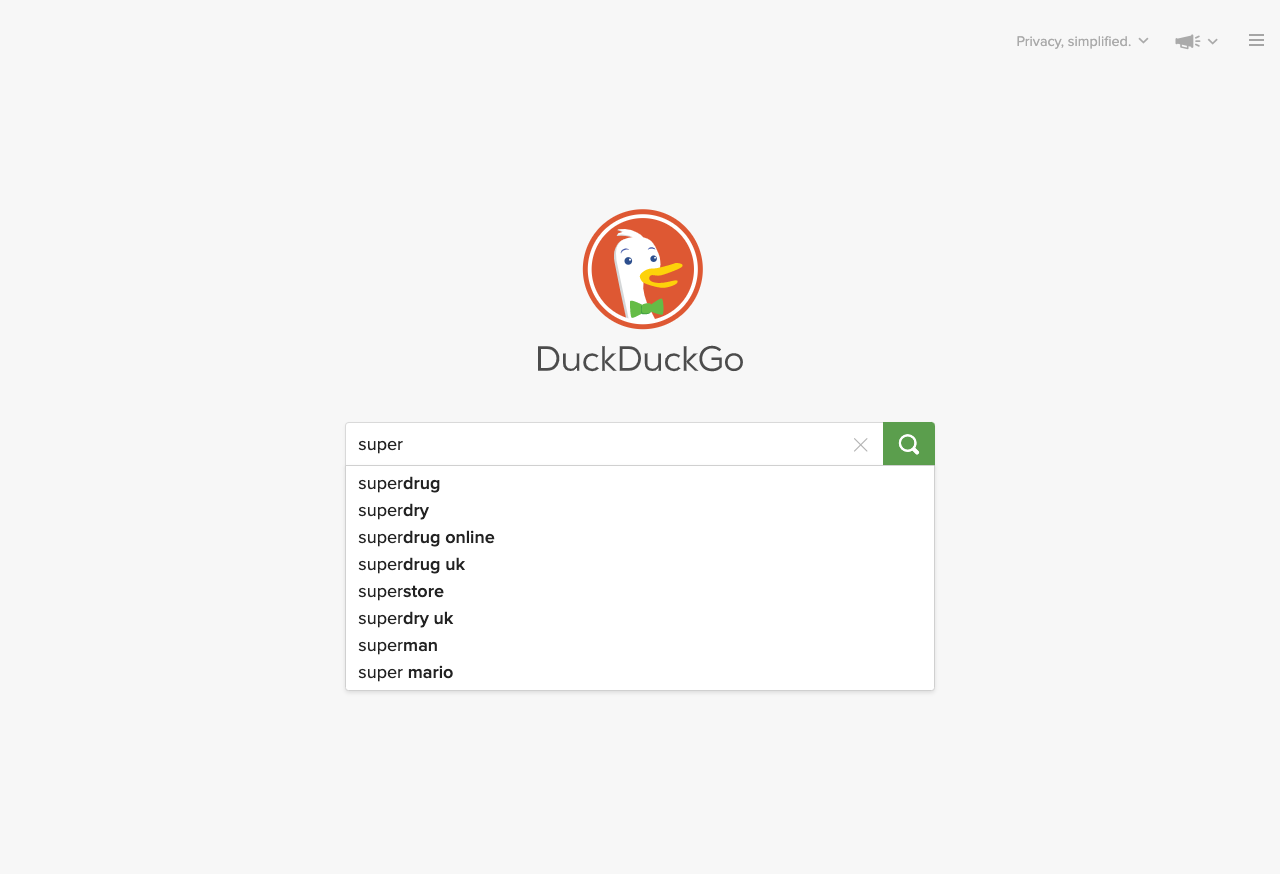 Privacy, simplified.
DuckDuckGo
super
superdrug
superdry
superdrug online
superdrug uk
superstore
superdry uk
superman
super mario